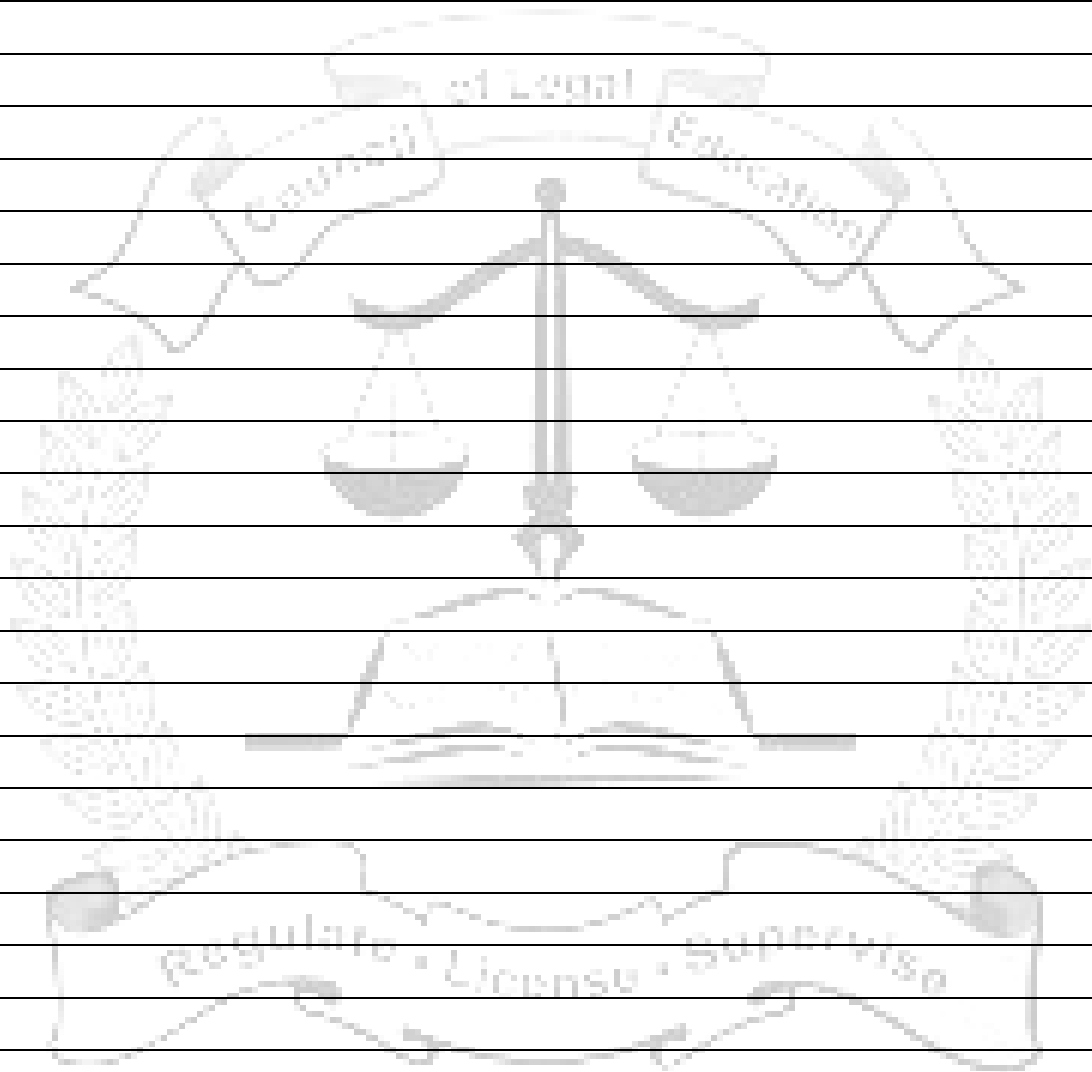 Council of Legal Education
Regulate • License • Supervise